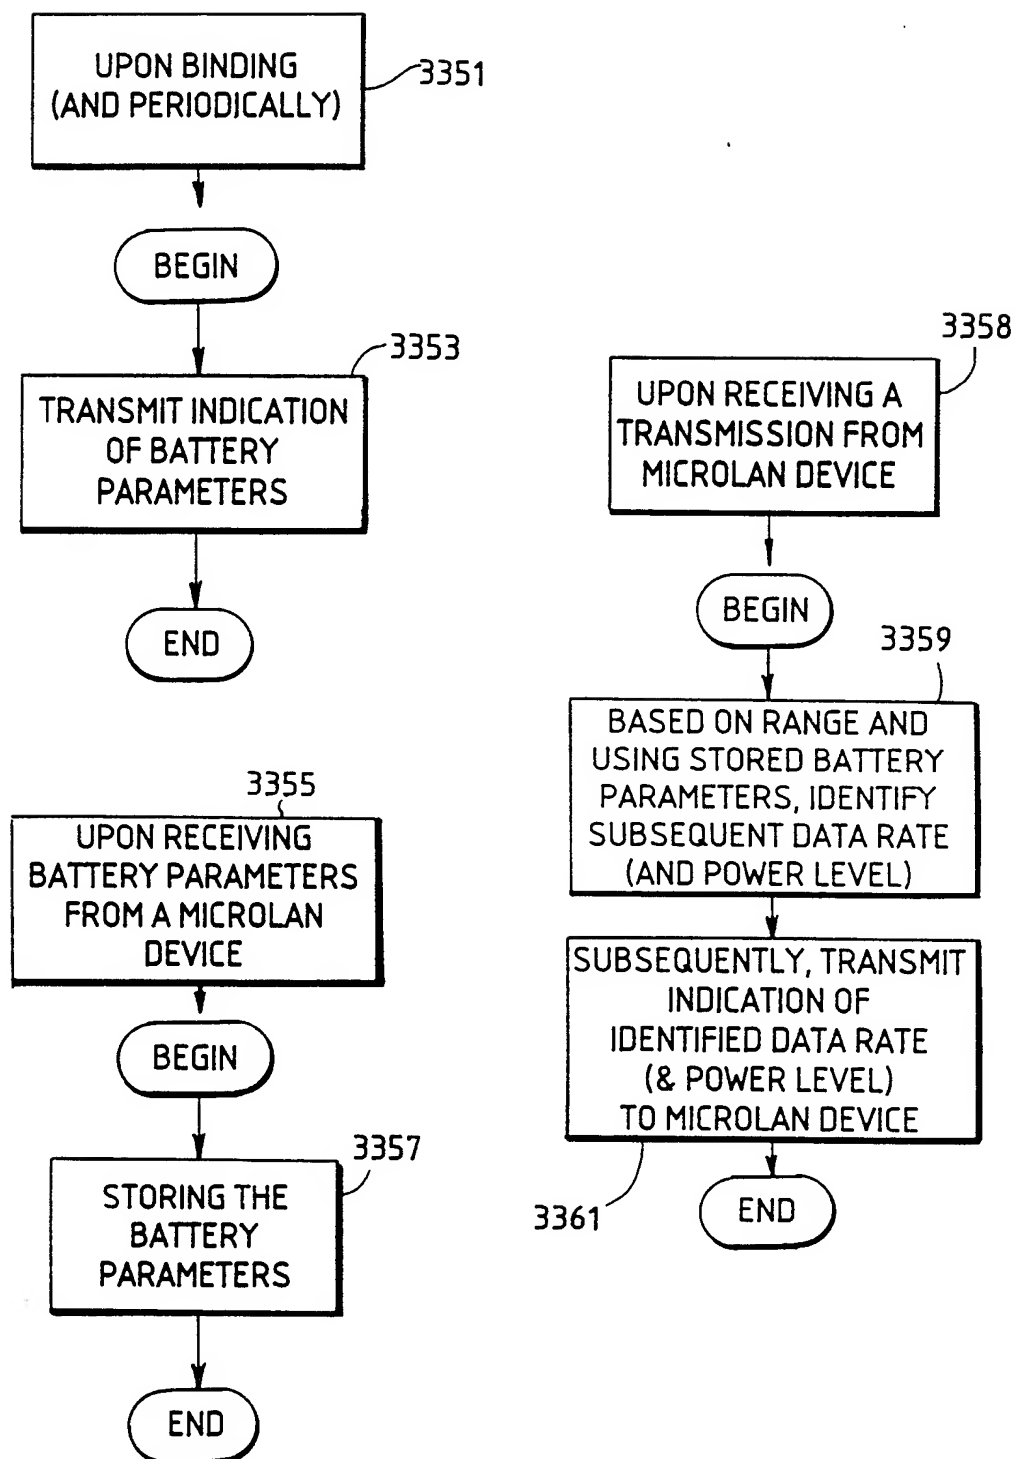 UPON BINDING
(AND PERIODICALLY)
3351
BEGIN
3353
TRANSMIT INDICATION
OF BATTERY
PARAMETERS
END
3355
UPON RECEIVING
BATTERY PARAMETERS
FROM A MICROLAN
DEVICE
BEGIN
3357
STORING THE
BATTERY
PARAMETERS
END
3358
UPON RECEIVING A
TRANSMISSION FROM
MICROLAN DEVICE
BEGIN
3359
BASED ON RANGE AND
USING STORED BATTERY
PARAMETERS, IDENTIFY
SUBSEQUENT DATA RATE
(AND POWER LEVEL)
SUBSEQUENTLY, TRANSMIT
INDICATION OF
IDENTIFIED DATA RATE
(& POWER LEVEL)
TO MICROLAN DEVICE
3361
END